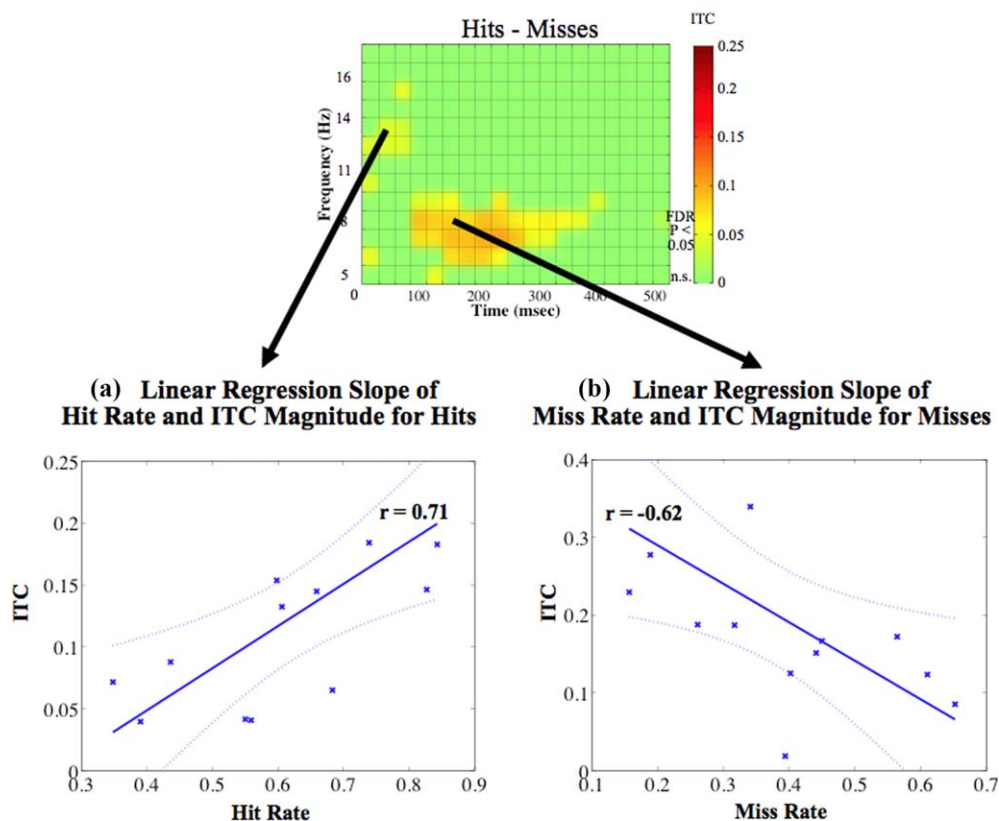 Hits - Misses
ITC
0.25
0.2
0.15
0.1
0.05
0
FDR
P <
0.05
n.s.
Frequency (Hz)
16
14
11
8
5
0 100 200 300 400 500
Time (msec)
(a) Linear Regression Slope of
Hit Rate and ITC Magnitude for Hits
r = 0.71
ITC
0.25
0.2
0.15
0.1
0.05
0
0.3 0.4 0.5 0.6 0.7 0.8 0.9
Hit Rate
(b) Linear Regression Slope of
Miss Rate and ITC Magnitude for Misses
r = -0.62
ITC
0.4
0.3
0.2
0.1
0
0.1 0.2 0.3 0.4 0.5 0.6 0.7
Miss Rate